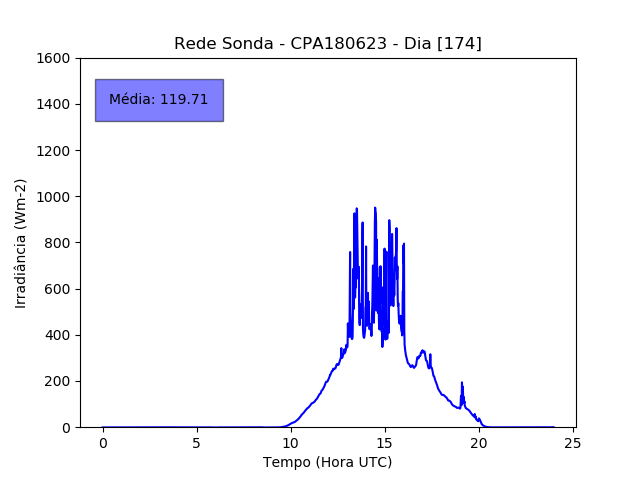 Rede Sonda - CPA180623 - Dia [174]
1600
1400
1200
1000
800
600
400
200
0
Irradiância (Wm-2)
Média: 119.71
0 5 10 15 20 25
Tempo (Hora UTC)